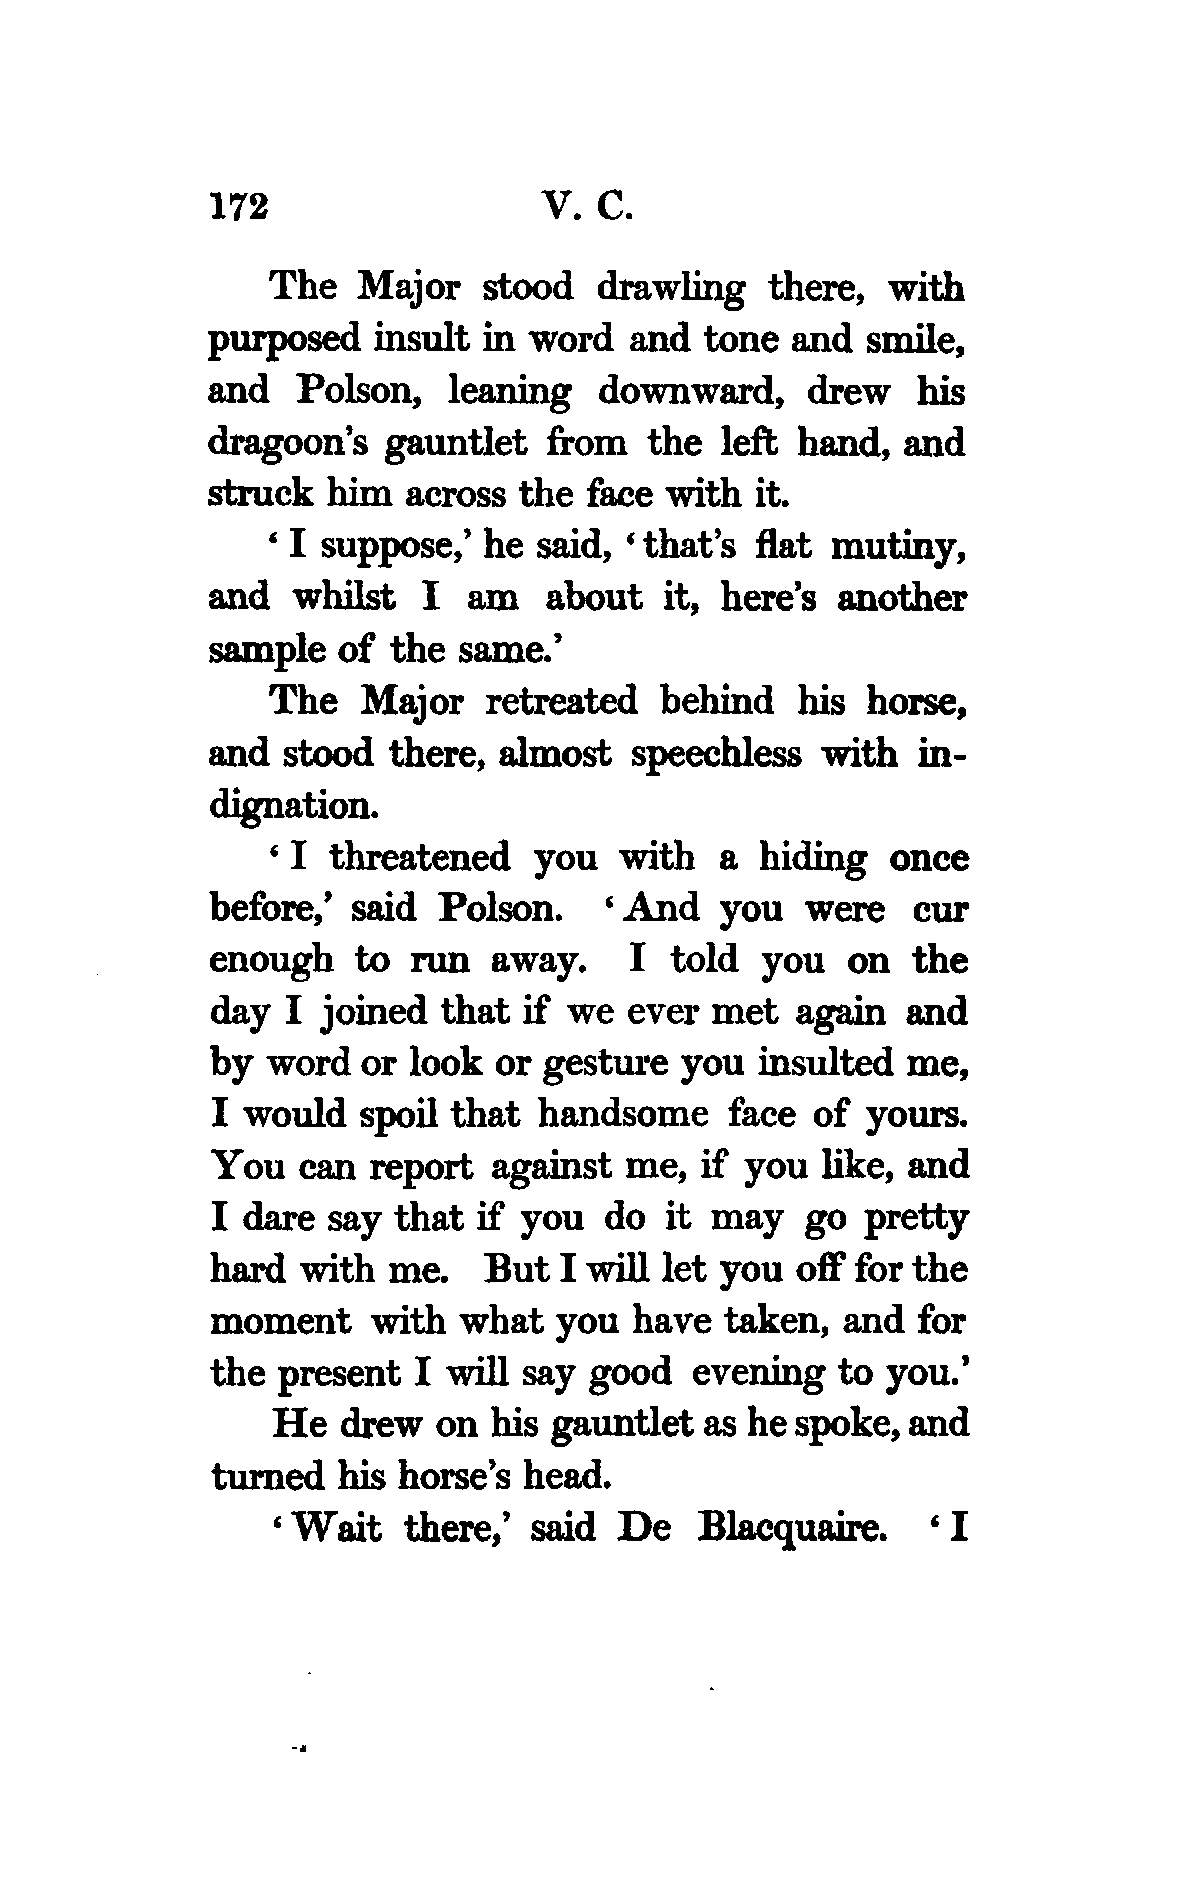 172 V. C.
The Major stood drawling there, with
purposed insult in word and tone and smile,
and Polson, leaning downward, drew his
dragoon's gauntlet from the left hand, and
struck him across the face with it.
‘ I suppose,’ he said, ‘ that's flat mutiny,
and whilst I am about it, here's another
sample of the same.’
The Major retreated behind his horse,
and stood there, almost speechless with in-
dignation.
‘ I threatened you with a hiding once
before,’ said Polson. ‘ And you were cur
enough to run away. I told you on the
day I joined that if we ever met again and
by word or look or gesture you insulted me,
I would spoil that handsome face of yours.
You can report against me, if you like, and
I dare say that if you do it may go pretty
hard with me. But I will let you off for the
moment with what you have taken, and for
the present I will say good evening to you.’
He drew on his gauntlet as he spoke, and
turned his horse's head.
‘ Wait there,’ said De Blacquaire. ‘ I